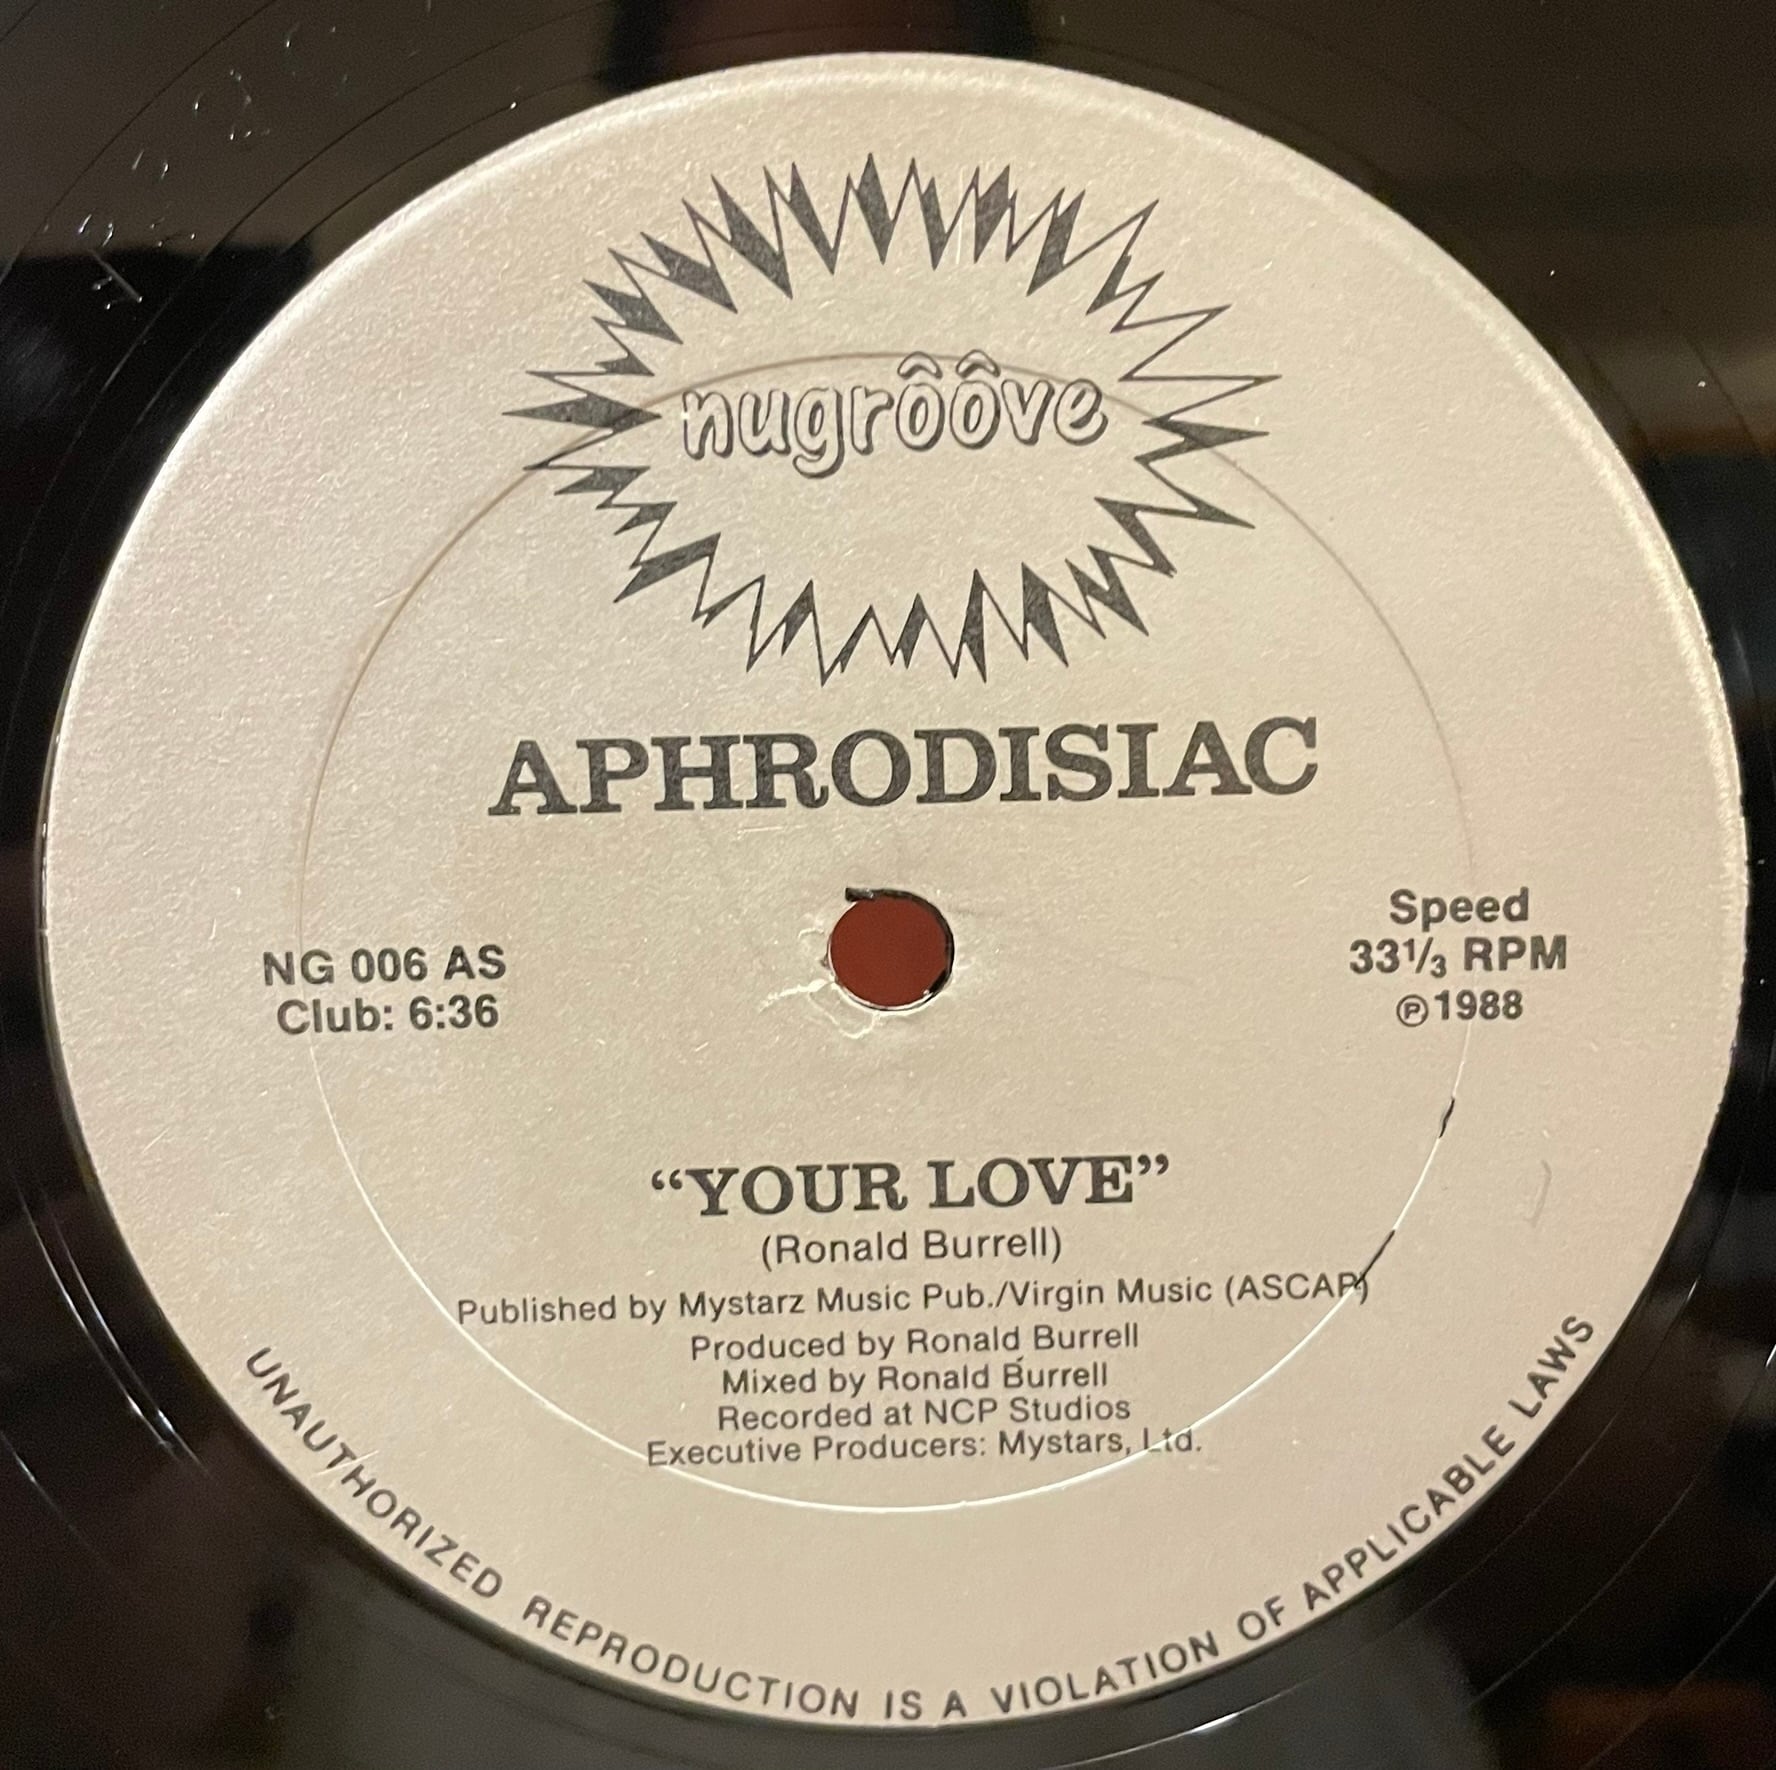 nugrôôve
APHRODISIAC
NG 006 AS
Club: 6:36
Speed
33⅓ RPM
℗1988
“YOUR LOVE”
(Ronald Burrell)
Published by Mystarz Music Pub./Virgin Music (ASCAP)
Produced by Ronald Burrell
Mixed by Ronald Burrell
Recorded at NCP Studios
Executive Producers: Mystars, Ltd.
UNAUTHORIZED REPRODUCTION IS A VIOLATION OF APPLICABLE LAWS